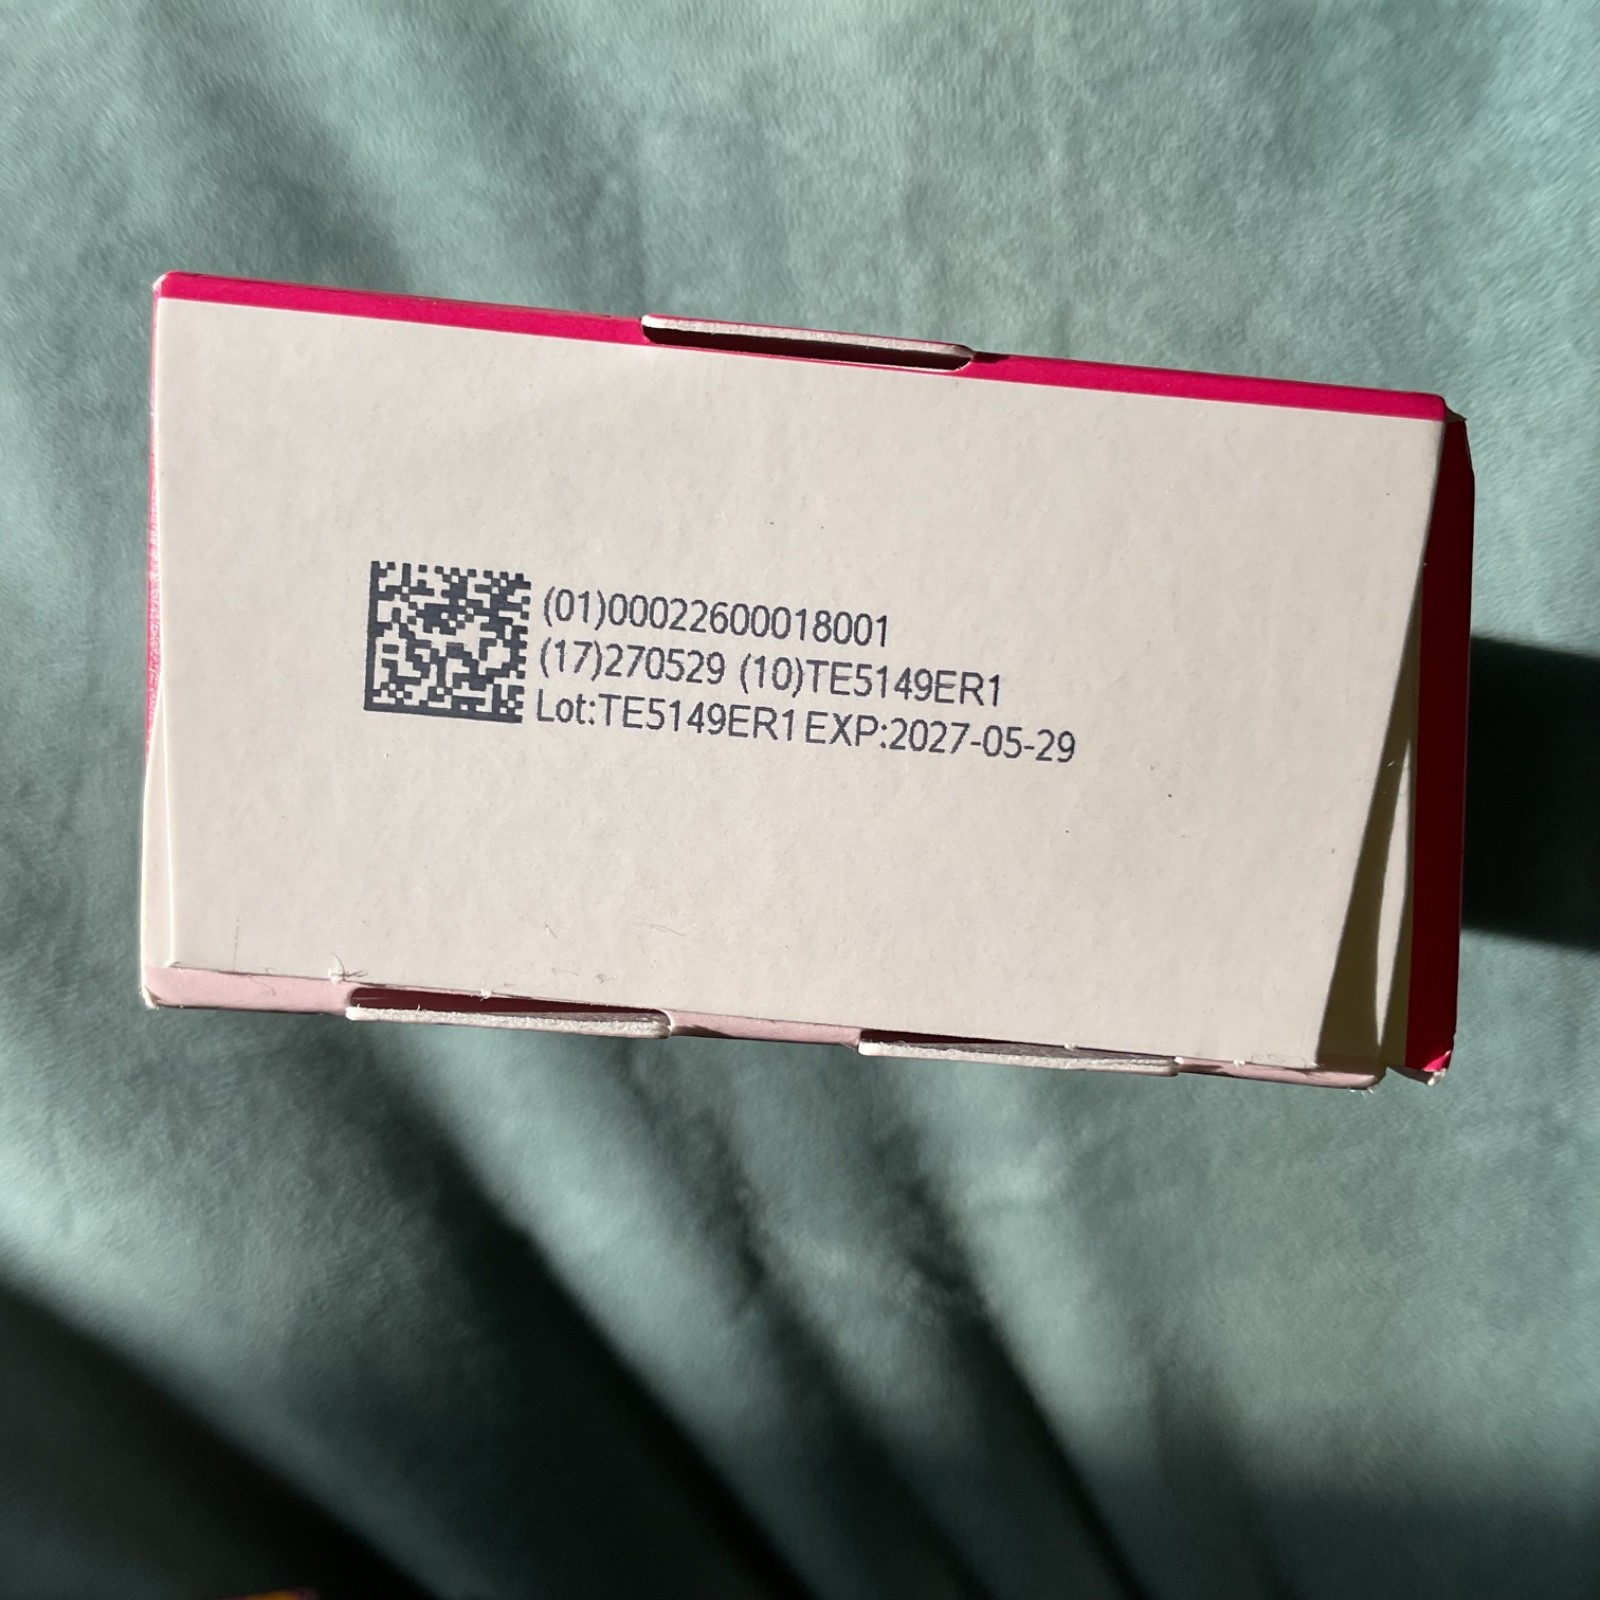 (01)00022600018001
(17)270529 (10)TE5149ER1
Lot:TE5149ER1 EXP:2027-05-29